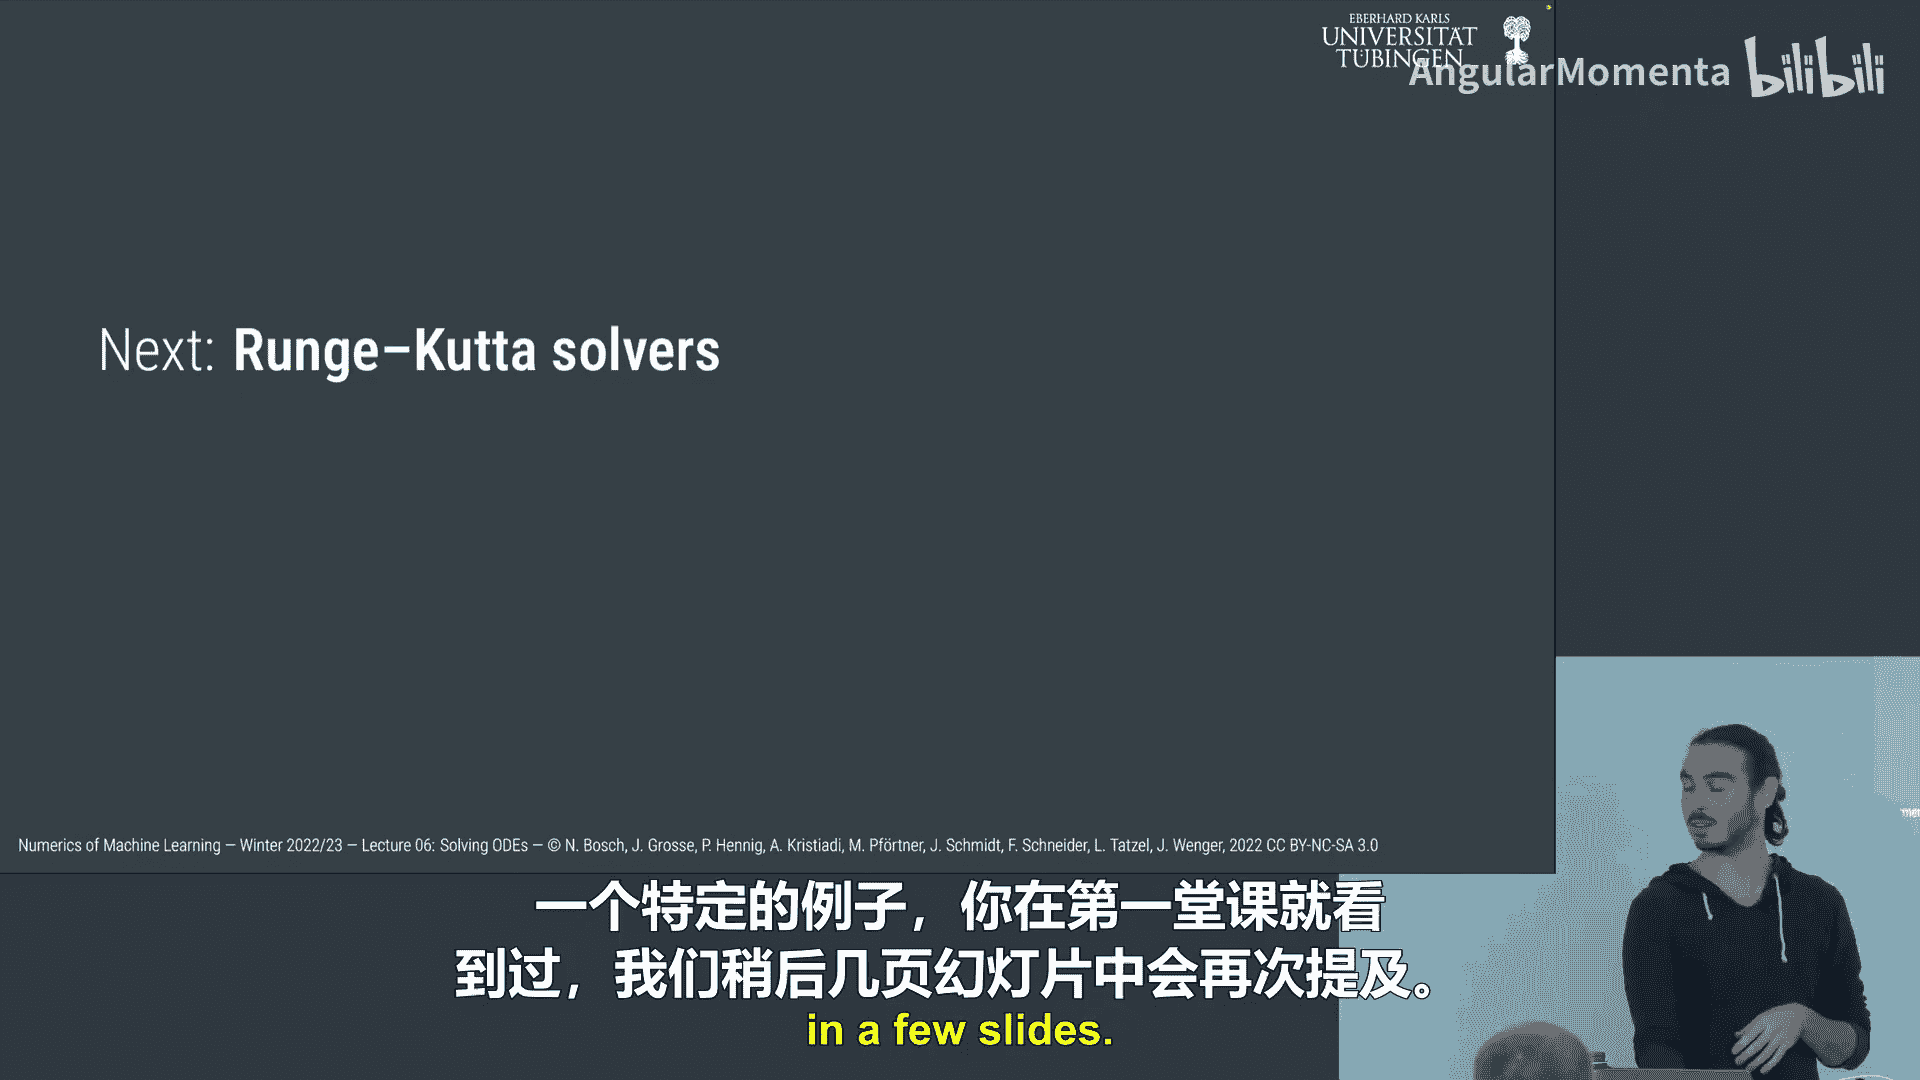 EBERHARD KARLS
UNIVERSITÄT
TÜBINGEN
AngularMomenta bilibili
Next: Runge–Kutta solvers
Numerics of Machine Learning — Winter 2022/23 — Lecture 06: Solving ODEs — © N. Bosch, J. Grosse, P. Hennig, A. Kristiadi, M. Pförtner, J. Schmidt, F. Schneider, L. Tatzel, J. Wenger, 2022 CC BY-NC-SA 3.0
一个特定的例子，你在第一堂课就看
到过，我们稍后几页幻灯片中会再次提及。
in a few slides.